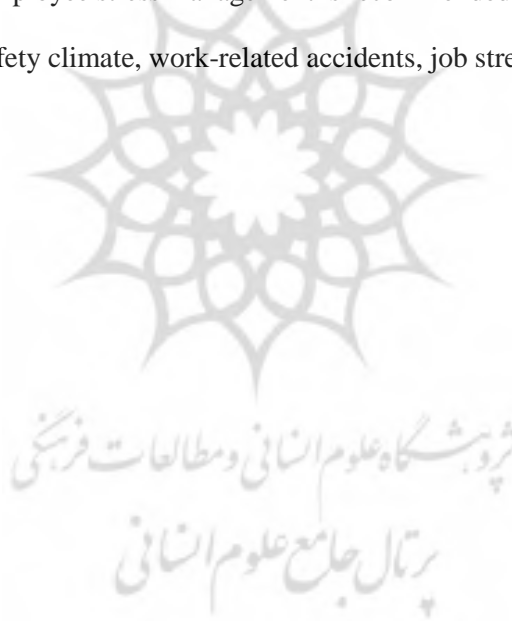 fety climate, work-related accidents, job stre
پژوهشگاه علوم انسانی و مطالعات فرهنگی
پرتال جامع علوم انسانی